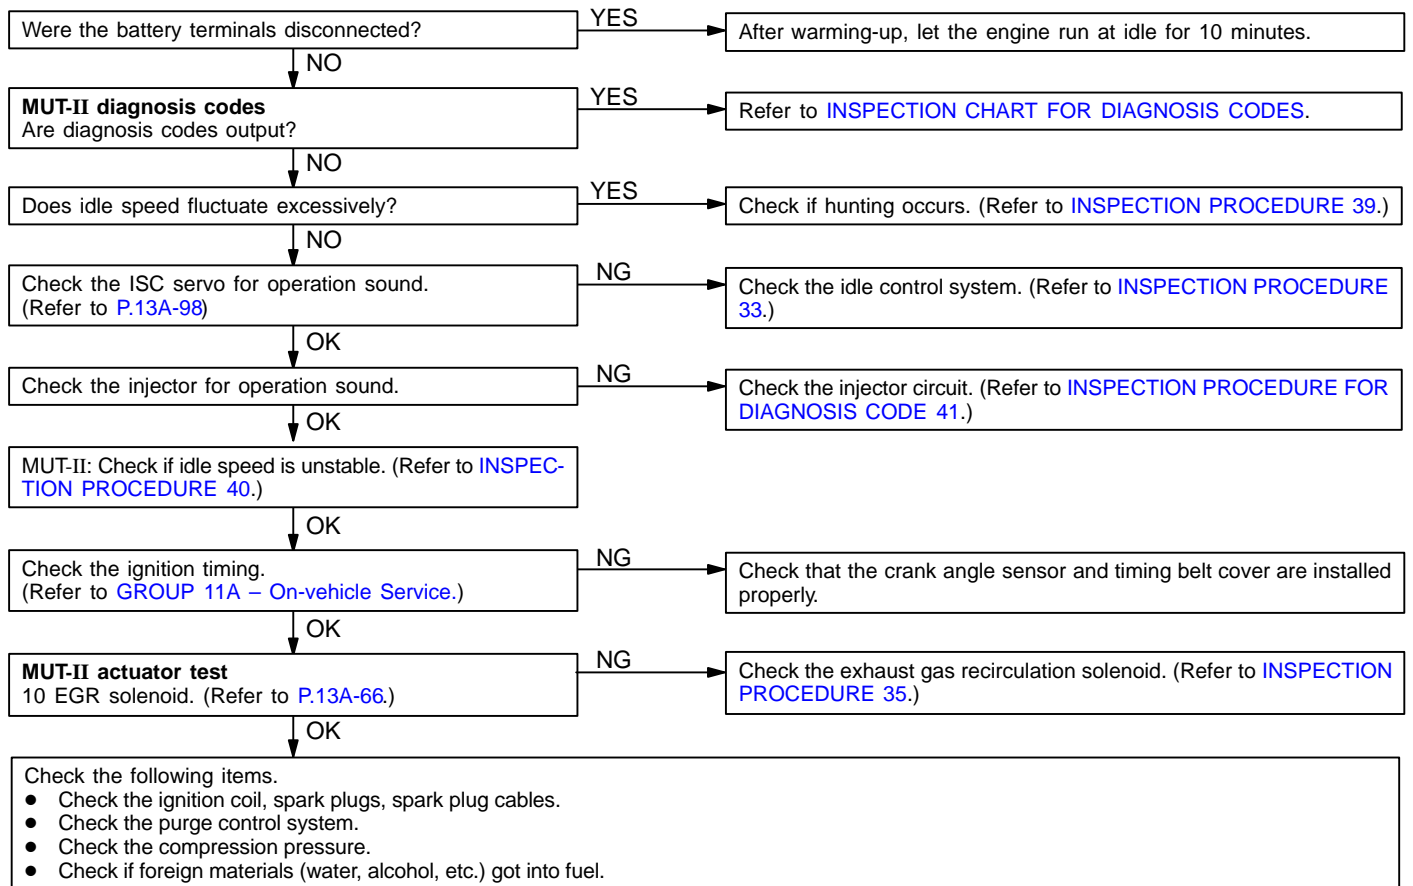 Were the battery terminals disconnected?
YES
After warming-up, let the engine run at idle for 10 minutes.
NO
MUT-II diagnosis codes
Are diagnosis codes output?
YES
Refer to INSPECTION CHART FOR DIAGNOSIS CODES.
NO
Does idle speed fluctuate excessively?
YES
Check if hunting occurs. (Refer to INSPECTION PROCEDURE 39.)
NO
Check the ISC servo for operation sound.
(Refer to P.13A-98)
NG
Check the idle control system. (Refer to INSPECTION PROCEDURE
33.)
OK
Check the injector for operation sound.
NG
Check the injector circuit. (Refer to INSPECTION PROCEDURE FOR
DIAGNOSIS CODE 41.)
OK
MUT-II: Check if idle speed is unstable. (Refer to INSPEC-
TION PROCEDURE 40.)
OK
Check the ignition timing.
(Refer to GROUP 11A – On-vehicle Service.)
NG
Check that the crank angle sensor and timing belt cover are installed
properly.
OK
MUT-II actuator test
10 EGR solenoid. (Refer to P.13A-66.)
NG
Check the exhaust gas recirculation solenoid. (Refer to INSPECTION
PROCEDURE 35.)
OK
Check the following items.
● Check the ignition coil, spark plugs, spark plug cables.
● Check the purge control system.
● Check the compression pressure.
● Check if foreign materials (water, alcohol, etc.) got into fuel.